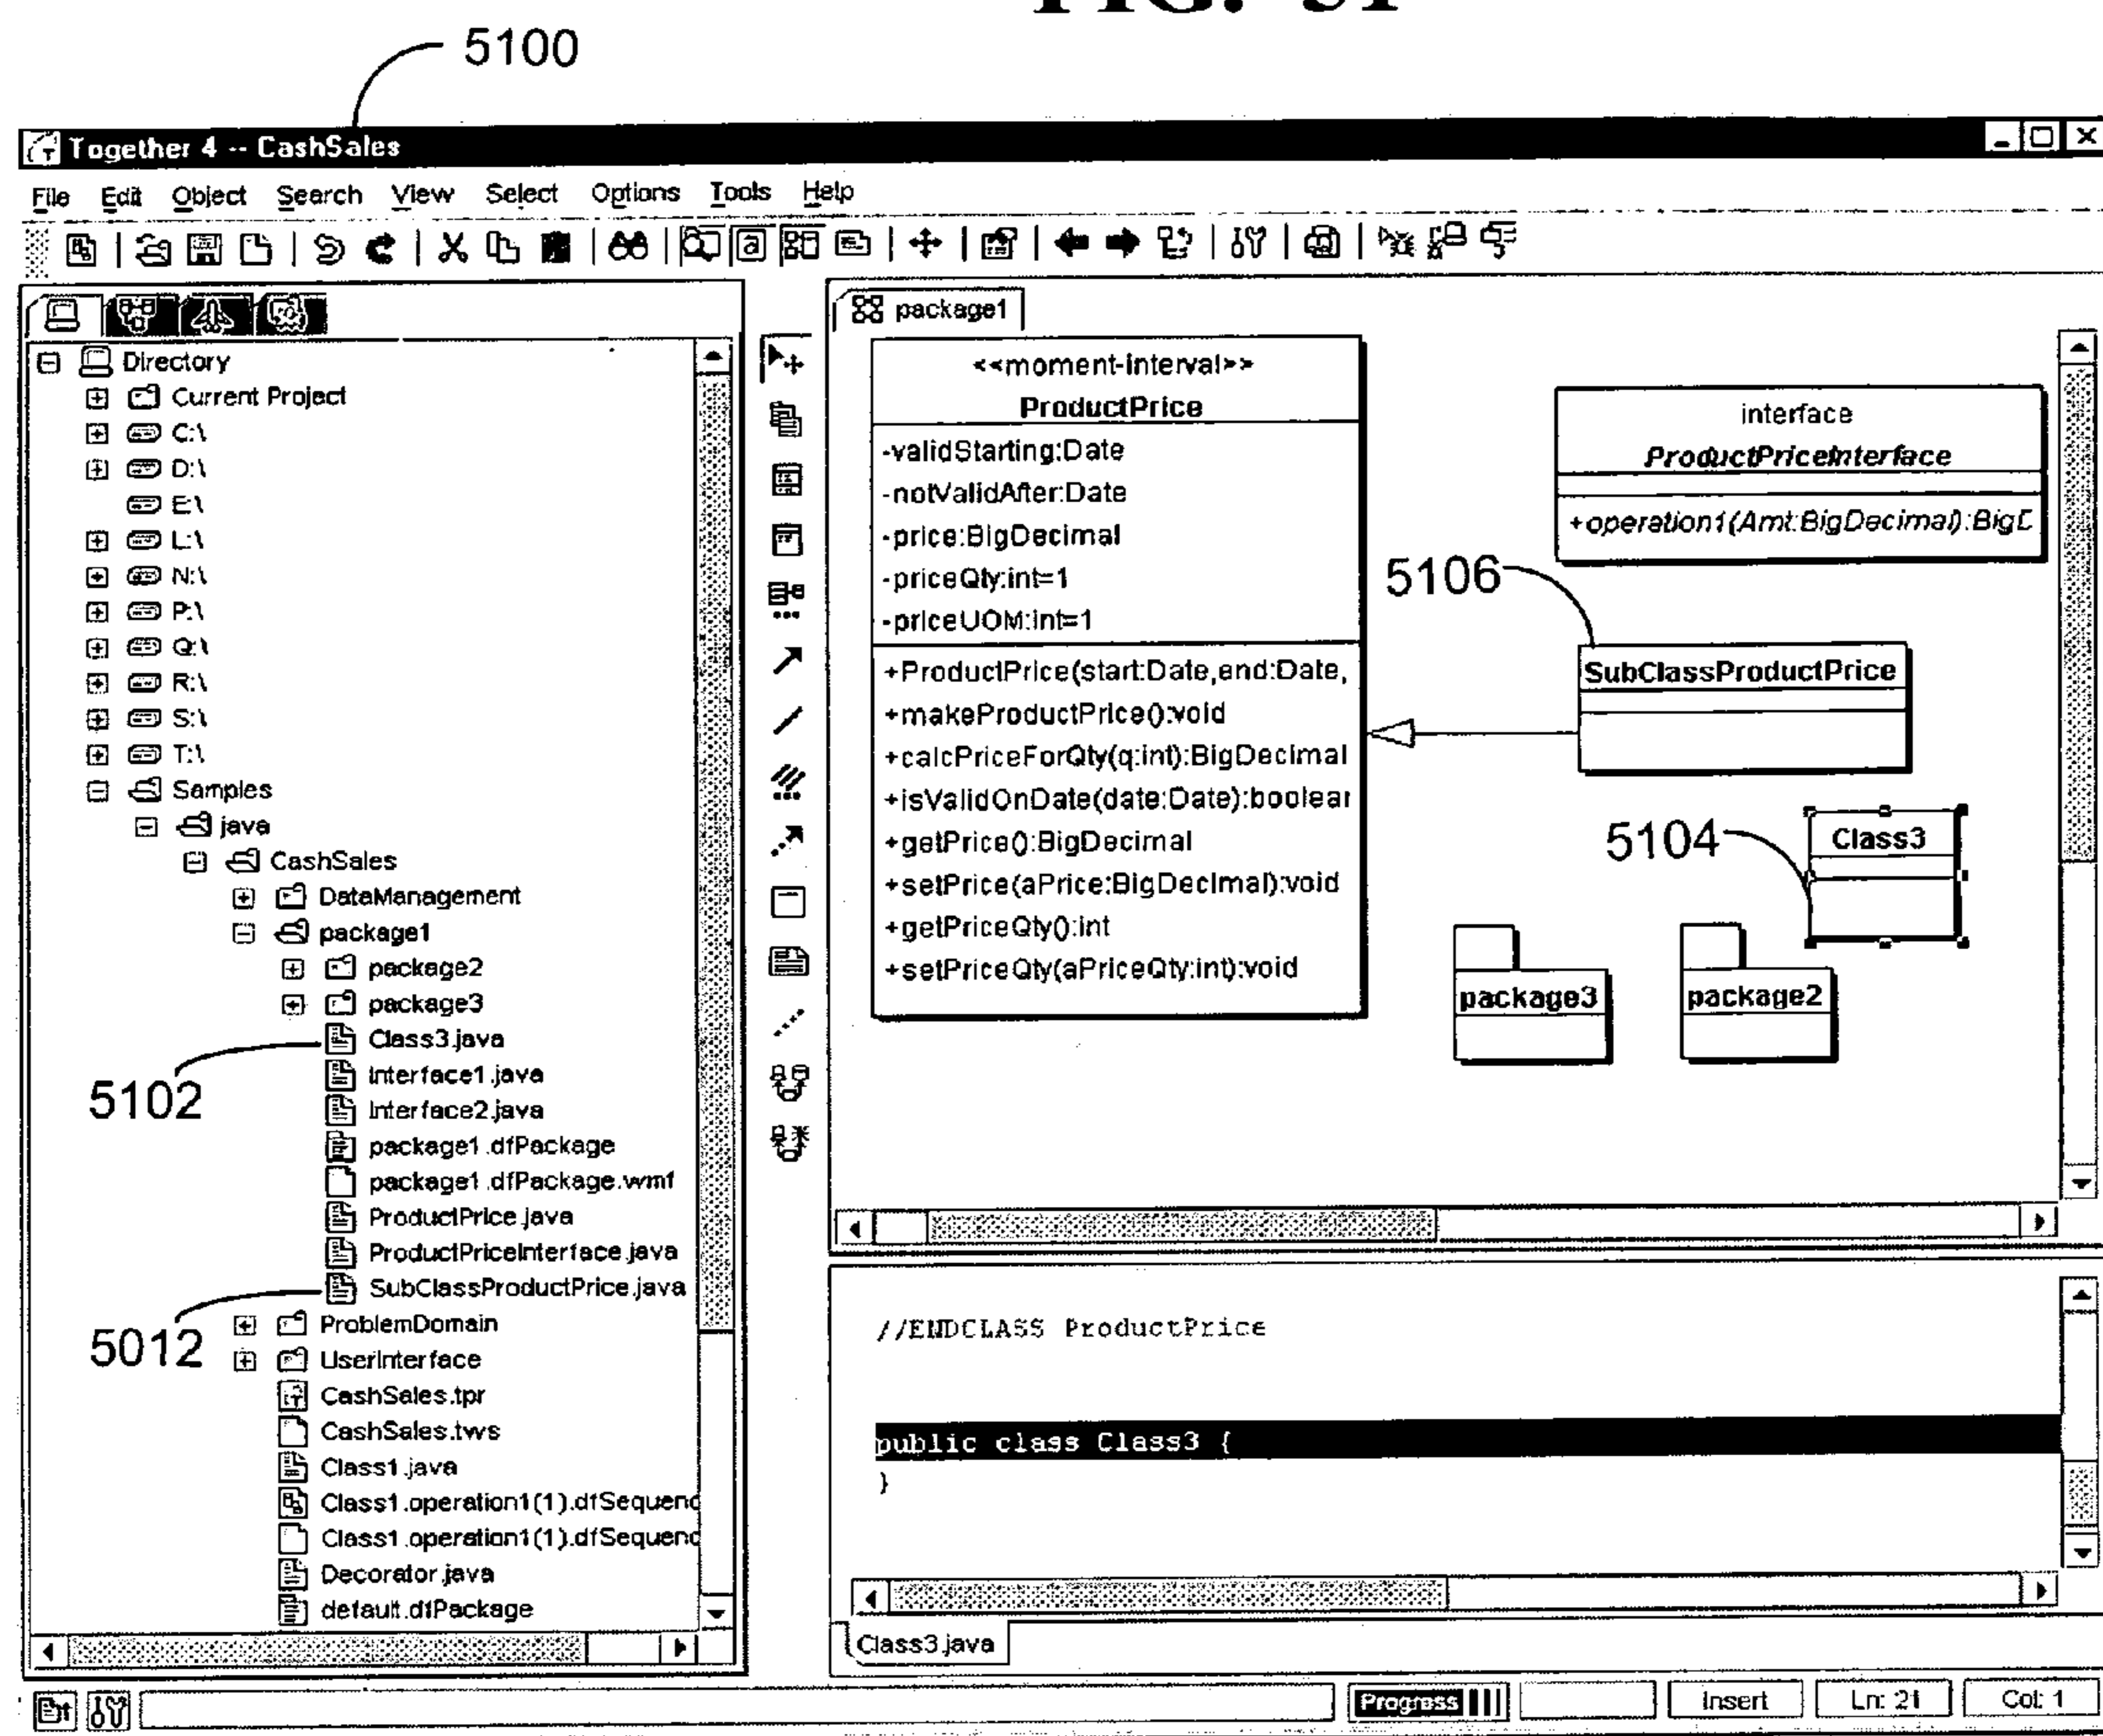 FIG. 51
5100
Together 4 -- CashSales
File Edit Object Search View Select Options Tools Help
Directory
Current Project
C:\
D:\
E:\
L:\
N:\
P:\
Q:\
R:\
S:\
T:\
Samples
java
CashSales
DataManagement
package1
package2
package3
Class3.java
Interface1.java
Interface2.java
package1.dfPackage
package1.dfPackage.wmf
ProductPrice.java
ProductPriceInterface.java
SubClassProductPrice.java
ProblemDomain
UserInterface
CashSales.tpr
CashSales.tws
Class1.java
Class1.operation1(1).dfSequenc
Class1.operation1(1).dfSequenc
Decorator.java
default.dfPackage
5102
5012
package1
<<moment-interval>>
ProductPrice
-validStarting:Date
-notValidAfter:Date
-price:BigDecimal
-priceQty:int=1
-priceUOM:int=1
+ProductPrice(start:Date,end:Date,
+makeProductPrice():void
+calcPriceForQty(q:int):BigDecimal
+isValidOnDate(date:Date):boolean
+getPrice():BigDecimal
+setPrice(aPrice:BigDecimal):void
+getPriceQty():int
+setPriceQty(aPriceQty:int):void
interface
ProductPriceInterface
+operation1(Amt:BigDecimal):BigD
5106
SubClassProductPrice
5104
Class3
package3
package2
//ENDCLASS ProductPrice
public class Class3 {
}
Class3.java
Progress
Insert
Ln: 21
Col: 1